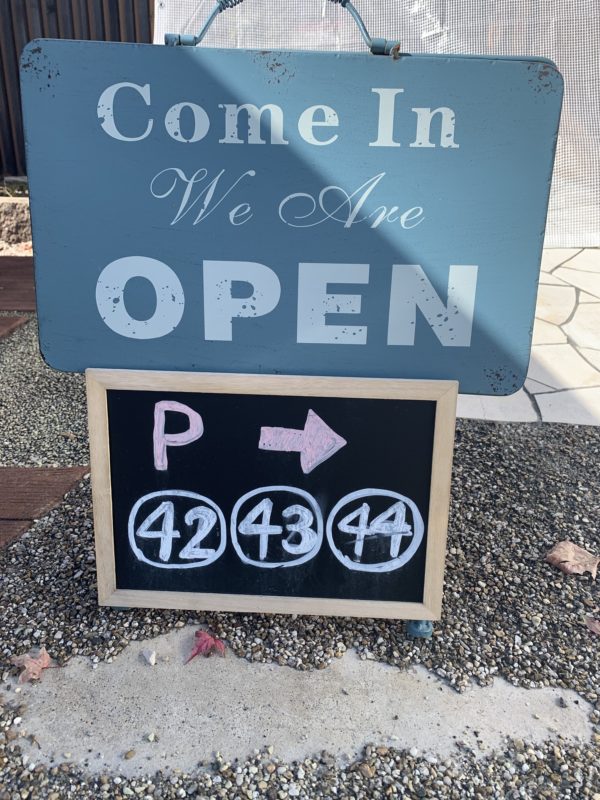 Come In
We Are
OPEN
P →
42 43 44